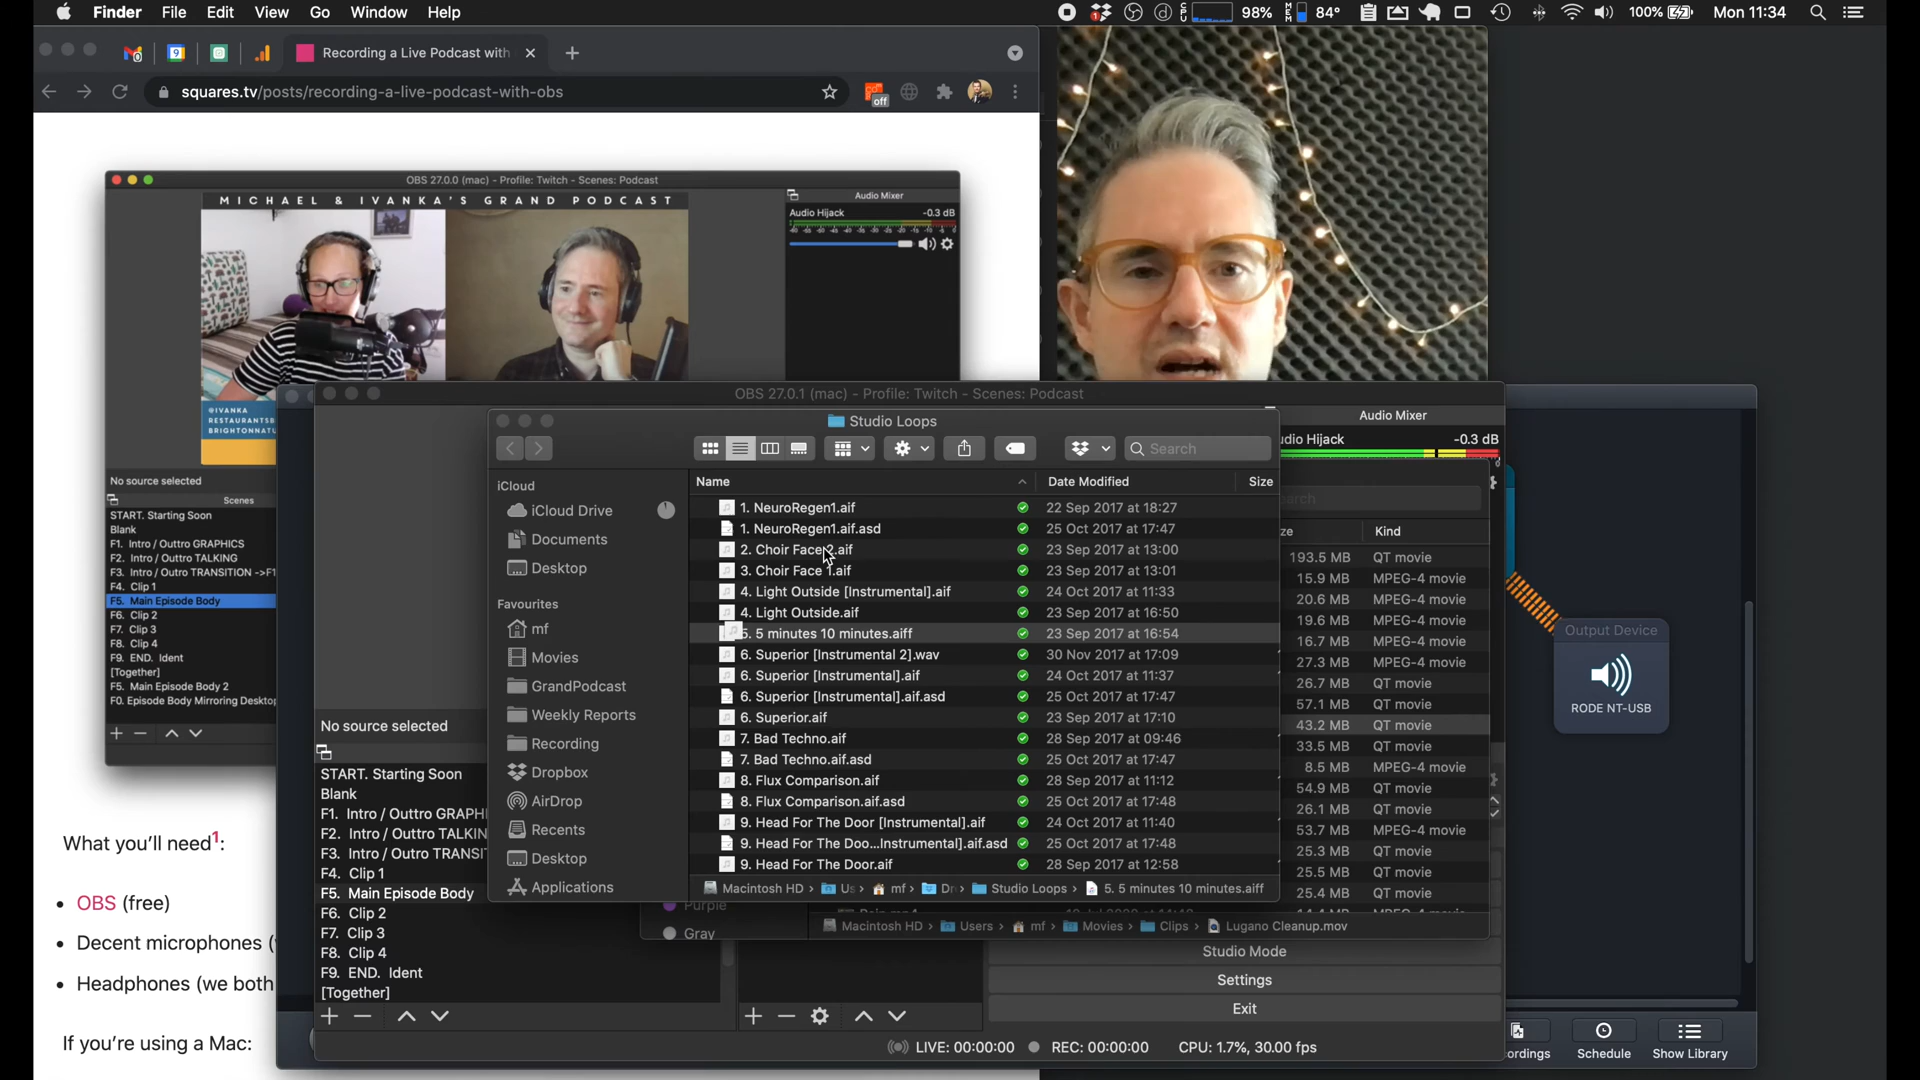 Finder File Edit View Go Window Help
98% 84° 100% Mon 11:34
Recording a Live Podcast with
squares.tv/posts/recording-a-live-podcast-with-obs
off
OBS 27.0.0 (mac) - Profile: Twitch - Scenes: Podcast
MICHAEL & IVANKA'S GRAND PODCAST
Audio Mixer
Audio Hijack -0.3 dB
@IVANKA
No source selected
Scenes
START. Starting Soon
Blank
F1. Intro / Outtro GRAPHICS
F2. Intro / Outtro TALKING
F3. Intro / Outro TRANSITION ->F1
F4. Clip 1
F5. Main Episode Body
F6. Clip 2
F7. Clip 3
F8. Clip 4
F9. END. Ident
[Together]
F5. Main Episode Body 2
F0. Episode Body Mirroring Desktop
What you'll need1:
• OBS (free)
• Decent microphones (
• Headphones (we both
If you're using a Mac:
OBS 27.0.1 (mac) - Profile: Twitch - Scenes: Podcast
Audio Mixer
udio Hijack -0.3 dB
No source selected
START. Starting Soon
Blank
F1. Intro / Outtro GRAPH
F2. Intro / Outtro TALKIN
F3. Intro / Outro TRANSIT
F4. Clip 1
F5. Main Episode Body
F6. Clip 2
F7. Clip 3
F8. Clip 4
F9. END. Ident
[Together]
Studio Mode
Settings
Exit
LIVE: 00:00:00 REC: 00:00:00 CPU: 1.7%, 30.00 fps
Studio Loops
Search
iCloud
iCloud Drive
Documents
Desktop
Favourites
mf
Movies
GrandPodcast
Weekly Reports
Recording
Dropbox
AirDrop
Recents
Desktop
Applications
Name Date Modified Size
1. NeuroRegen1.aif 22 Sep 2017 at 18:27
1. NeuroRegen1.aif.asd 25 Oct 2017 at 17:47
2. Choir Face 2.aif 23 Sep 2017 at 13:00
3. Choir Face 1.aif 23 Sep 2017 at 13:01
4. Light Outside [Instrumental].aif 24 Oct 2017 at 11:33
4. Light Outside.aif 23 Sep 2017 at 16:50
5. 5 minutes 10 minutes.aiff 23 Sep 2017 at 16:54
6. Superior [Instrumental 2].wav 30 Nov 2017 at 17:09
6. Superior [Instrumental].aif 24 Oct 2017 at 11:37
6. Superior [Instrumental].aif.asd 25 Oct 2017 at 17:47
6. Superior.aif 23 Sep 2017 at 17:10
7. Bad Techno.aif 28 Sep 2017 at 09:46
7. Bad Techno.aif.asd 25 Oct 2017 at 17:47
8. Flux Comparison.aif 28 Sep 2017 at 11:12
8. Flux Comparison.aif.asd 25 Oct 2017 at 17:48
9. Head For The Door [Instrumental].aif 24 Oct 2017 at 11:40
9. Head For The Doo...Instrumental].aif.asd 25 Oct 2017 at 17:48
9. Head For The Door.aif 28 Sep 2017 at 12:58
Macintosh HD › Us › mf › Dr › Studio Loops › 5. 5 minutes 10 minutes.aiff
ze Kind
193.5 MB QT movie
15.9 MB MPEG-4 movie
20.6 MB MPEG-4 movie
19.6 MB MPEG-4 movie
16.7 MB MPEG-4 movie
27.3 MB MPEG-4 movie
26.7 MB QT movie
57.1 MB QT movie
43.2 MB QT movie
33.5 MB QT movie
8.5 MB MPEG-4 movie
54.9 MB QT movie
26.1 MB QT movie
53.7 MB MPEG-4 movie
25.3 MB QT movie
25.5 MB QT movie
25.4 MB QT movie
Purple
Gray
Macintosh HD › Users › mf › Movies › Clips › Lugano Cleanup.mov
Output Device
RODE NT-USB
ordings Schedule Show Library